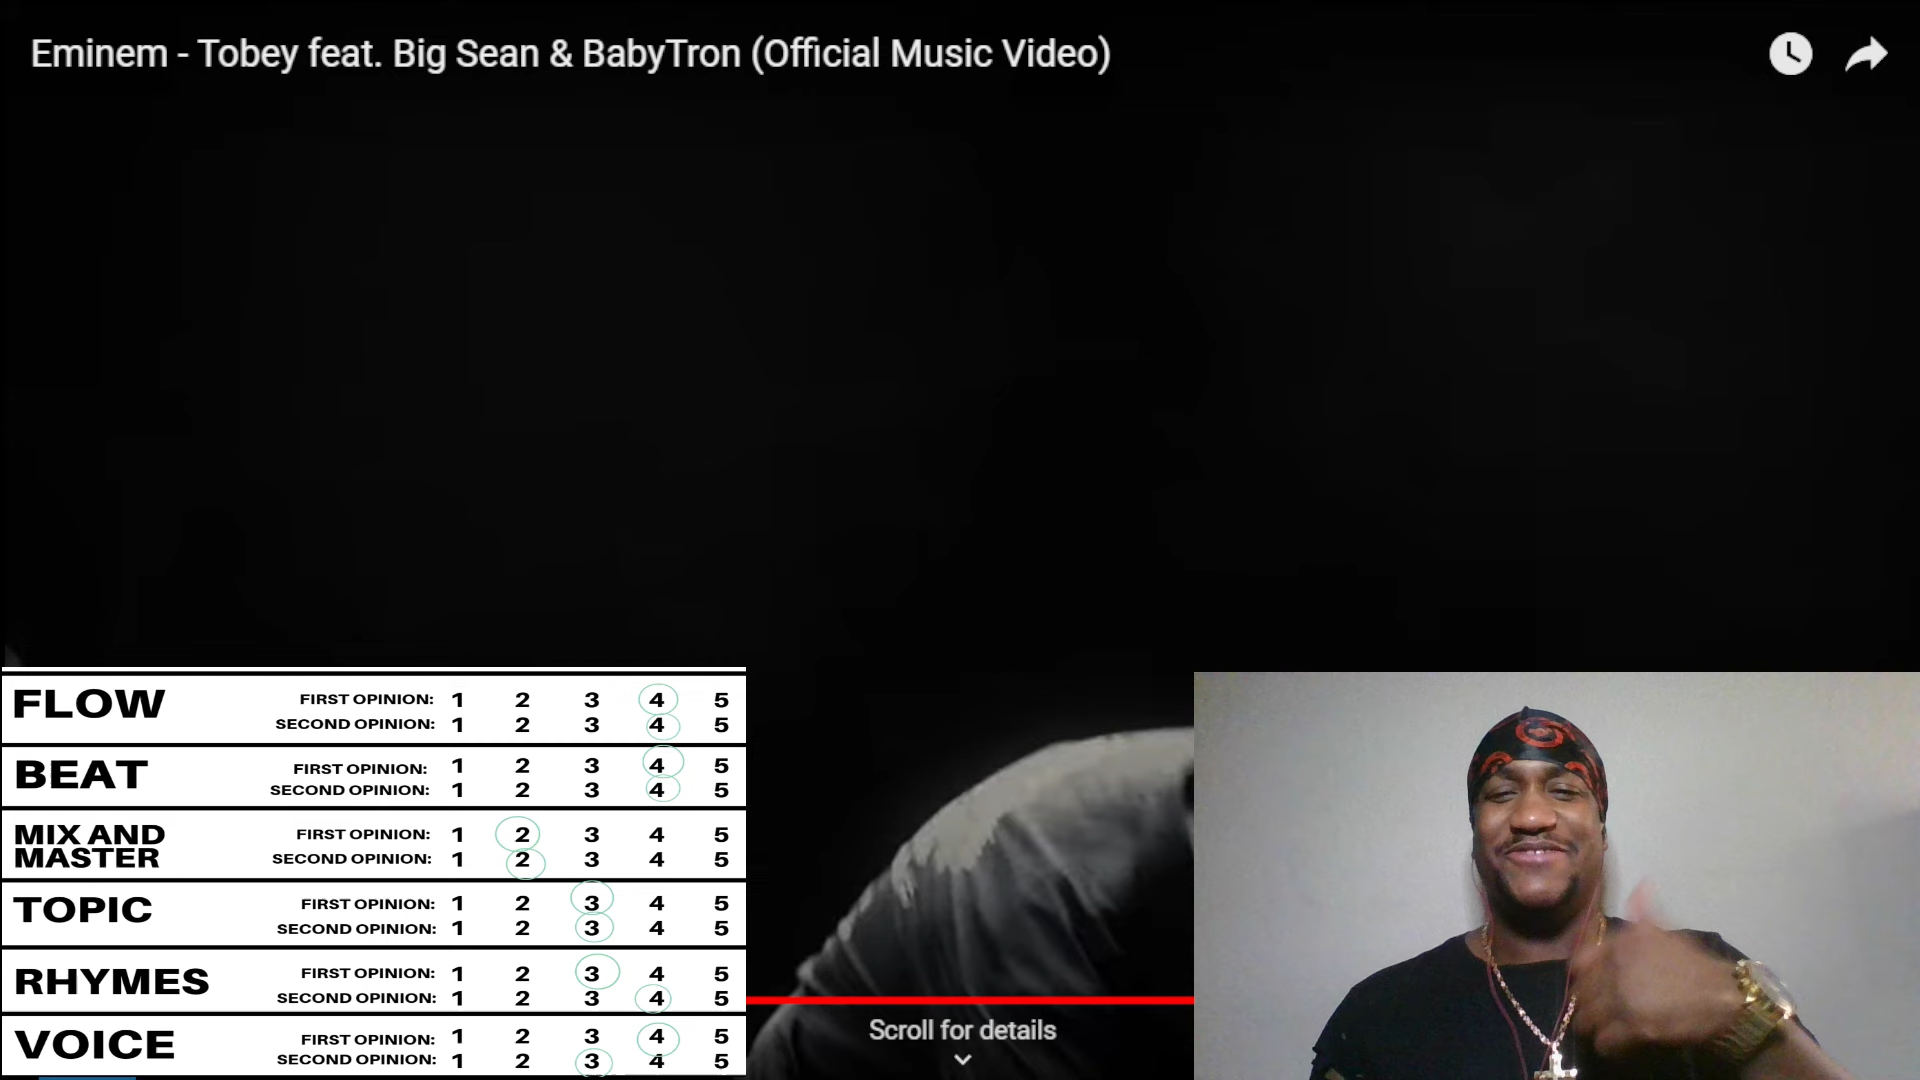 Eminem - Tobey feat. Big Sean & BabyTron (Official Music Video)
FLOW
FIRST OPINION: 1 2 3 4 5
SECOND OPINION: 1 2 3 4 5
BEAT
FIRST OPINION: 1 2 3 4 5
SECOND OPINION: 1 2 3 4 5
MIX AND
MASTER
FIRST OPINION: 1 2 3 4 5
SECOND OPINION: 1 2 3 4 5
TOPIC
FIRST OPINION: 1 2 3 4 5
SECOND OPINION: 1 2 3 4 5
RHYMES
FIRST OPINION: 1 2 3 4 5
SECOND OPINION: 1 2 3 4 5
VOICE
FIRST OPINION: 1 2 3 4 5
SECOND OPINION: 1 2 3 4 5
Scroll for details